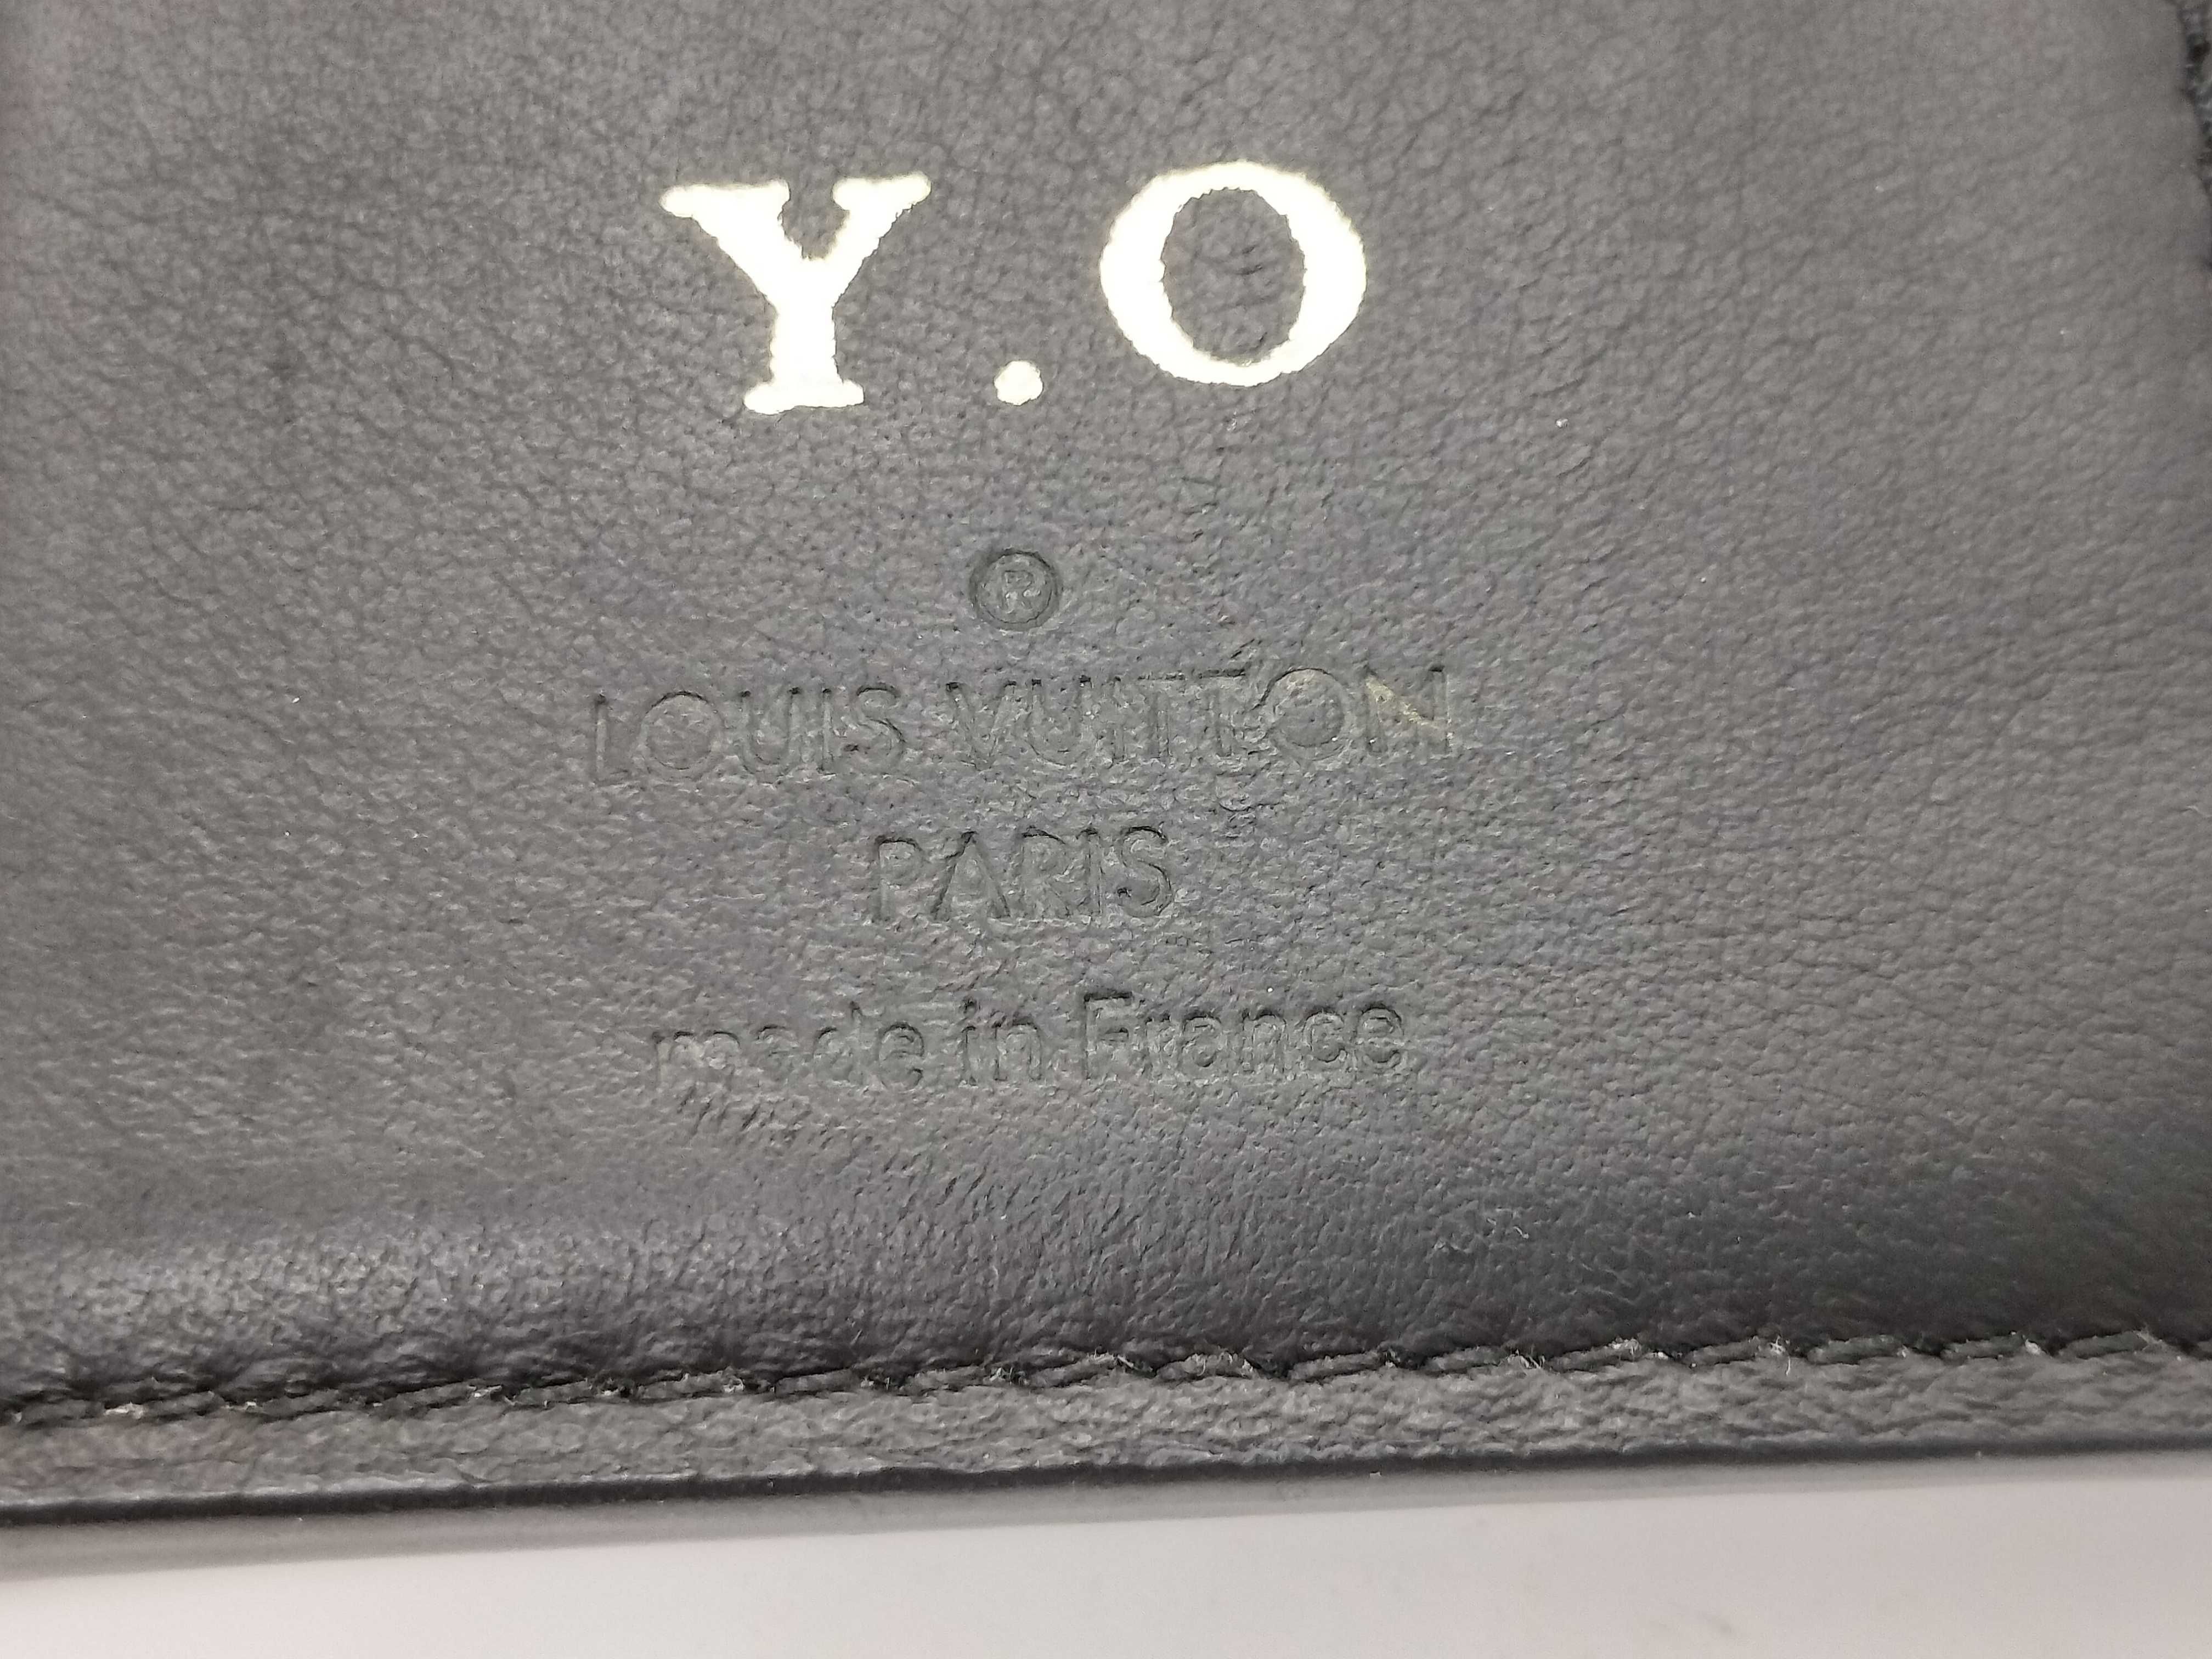 Y.O
®
LOUIS VUITTON
PARIS
made in France